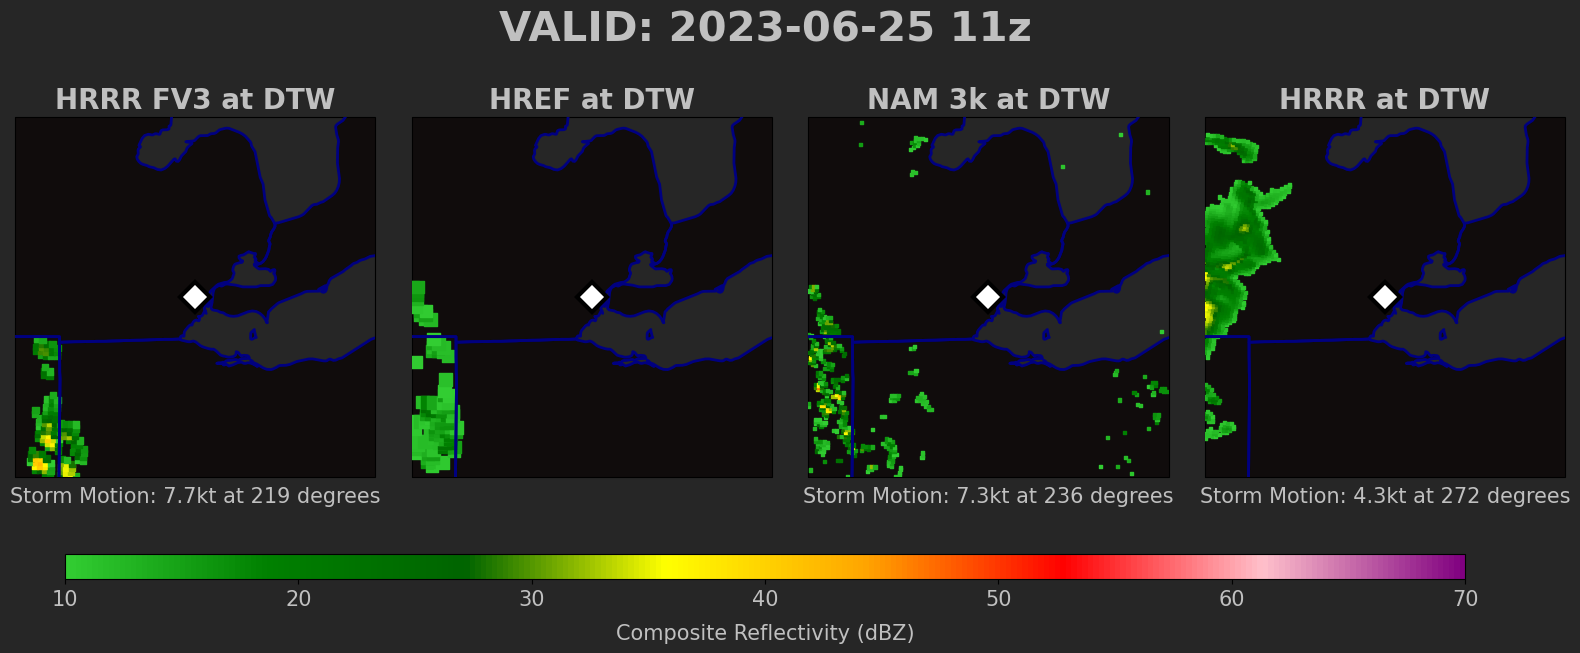 VALID: 2023-06-25 11z
HRRR FV3 at DTW
HREF at DTW
NAM 3k at DTW
HRRR at DTW
Storm Motion: 7.7kt at 219 degrees
Storm Motion: 7.3kt at 236 degrees
Storm Motion: 4.3kt at 272 degrees
10 20 30 40 50 60 70
Composite Reflectivity (dBZ)